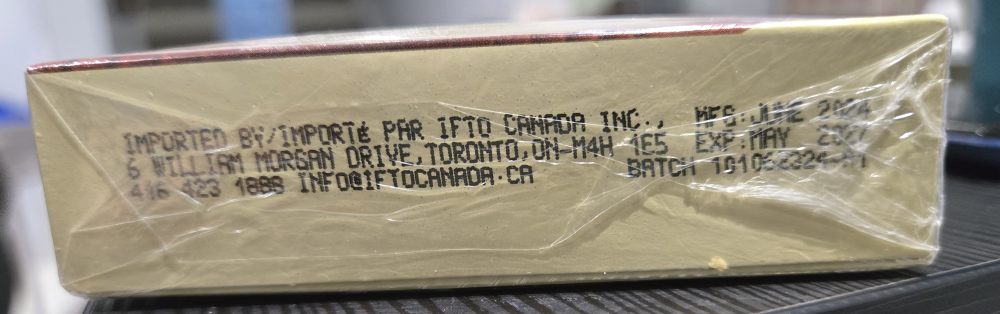 IMPORTED BY/IMPORTé PAR IFTO CANADA INC., MFG:JUNE 2024
6 WILLIAM MORGAN DRIVE,TORONTO,ON-M4H 1E5 EXP:MAY 2027
416 423 1888 INFO@IFTOCANADA.CA BATCH